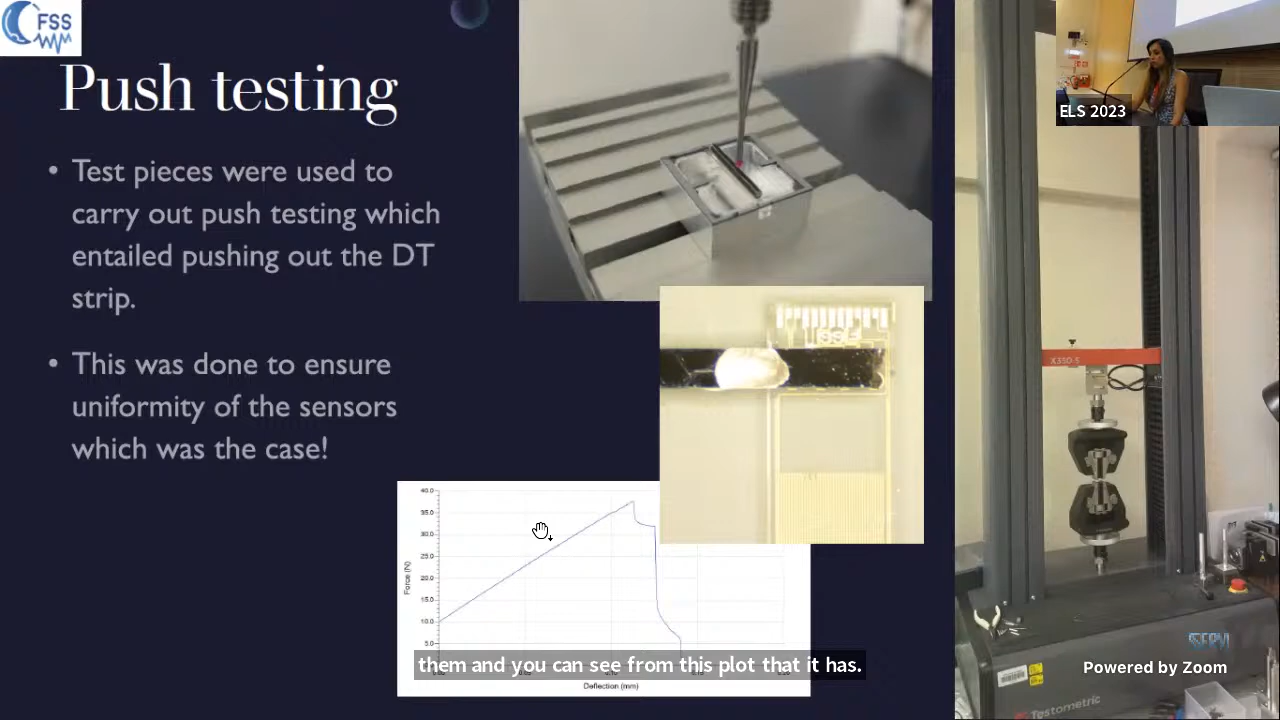 FSS
Push testing
• Test pieces were used to
carry out push testing which
entailed pushing out the DT
strip.
• This was done to ensure
uniformity of the sensors
which was the case!
ELS 2023
X350-5
40.0
35.0
30.0
25.0
20.0
15.0
10.0
5.0
Force (N)
Deflection (mm)
them and you can see from this plot that it has.
Powered by Zoom
Testometric